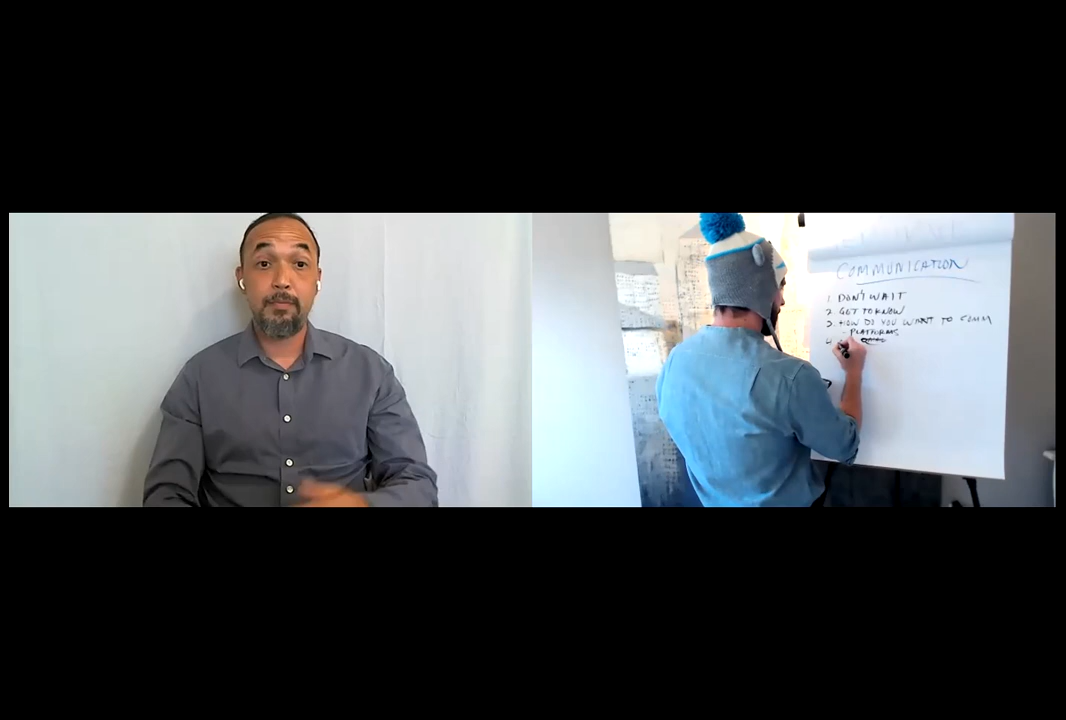 COMMUNICATION
1. DON'T WAIT
2. GET TO KNOW
3. HOW DO YOU WANT TO COMM
- PLATFORMS
4